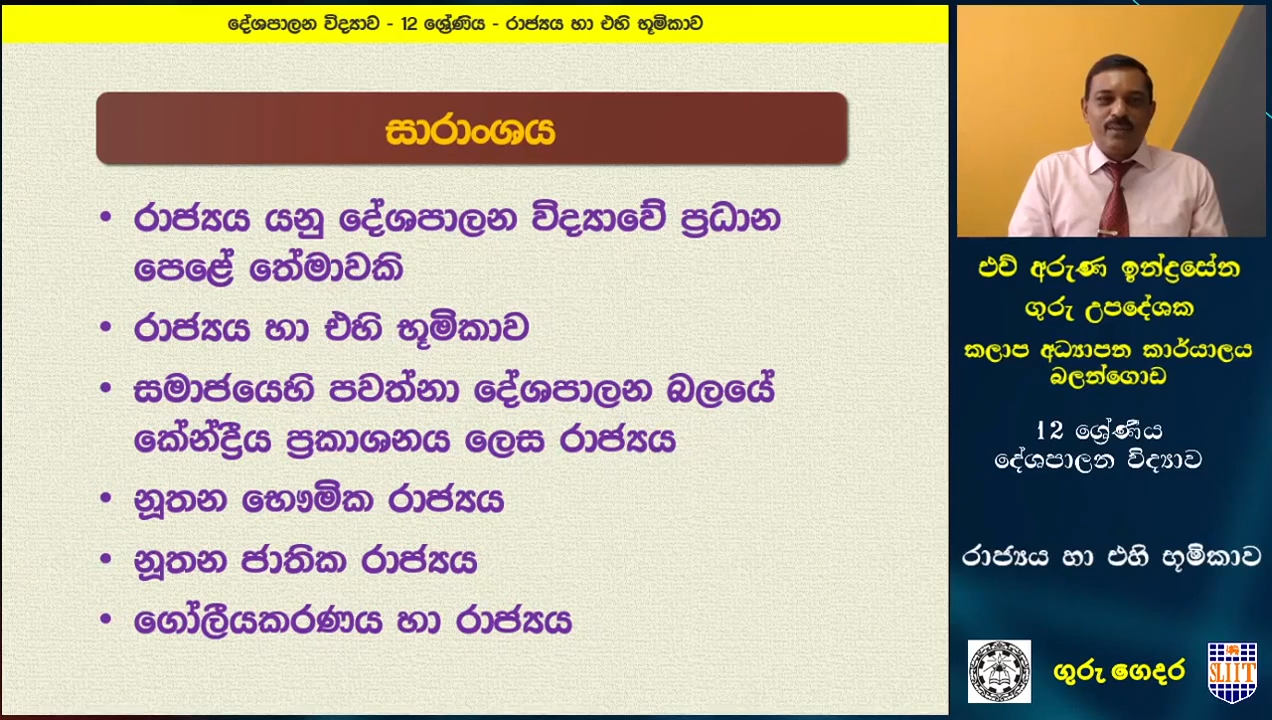 දේශපාලන විද්‍යාව - 12 ශ්‍රේණිය - රාජ්‍යය හා එහි භූමිකාව
සාරාංශය
• රාජ්‍යය යනු දේශපාලන විද්‍යාවේ ප්‍රධාන
පෙළේ තේමාවකි
• රාජ්‍යය හා එහි භූමිකාව
• සමාජයෙහි පවත්නා දේශපාලන බලයේ
කේන්ද්‍රීය ප්‍රකාශනය ලෙස රාජ්‍යය
• නූතන භෞමික රාජ්‍යය
• නූතන ජාතික රාජ්‍යය
• ගෝලීයකරණය හා රාජ්‍යය
එච් අරුණ ඉන්ද්‍රසේන
ගුරු උපදේශක
කලාප අධ්‍යාපන කාර්යාලය
බලන්ගොඩ
12 ශ්‍රේණිය
දේශපාලන විද්‍යාව
රාජ්‍යය හා එහි භූමිකාව
ගුරු ගෙදර
SLIIT